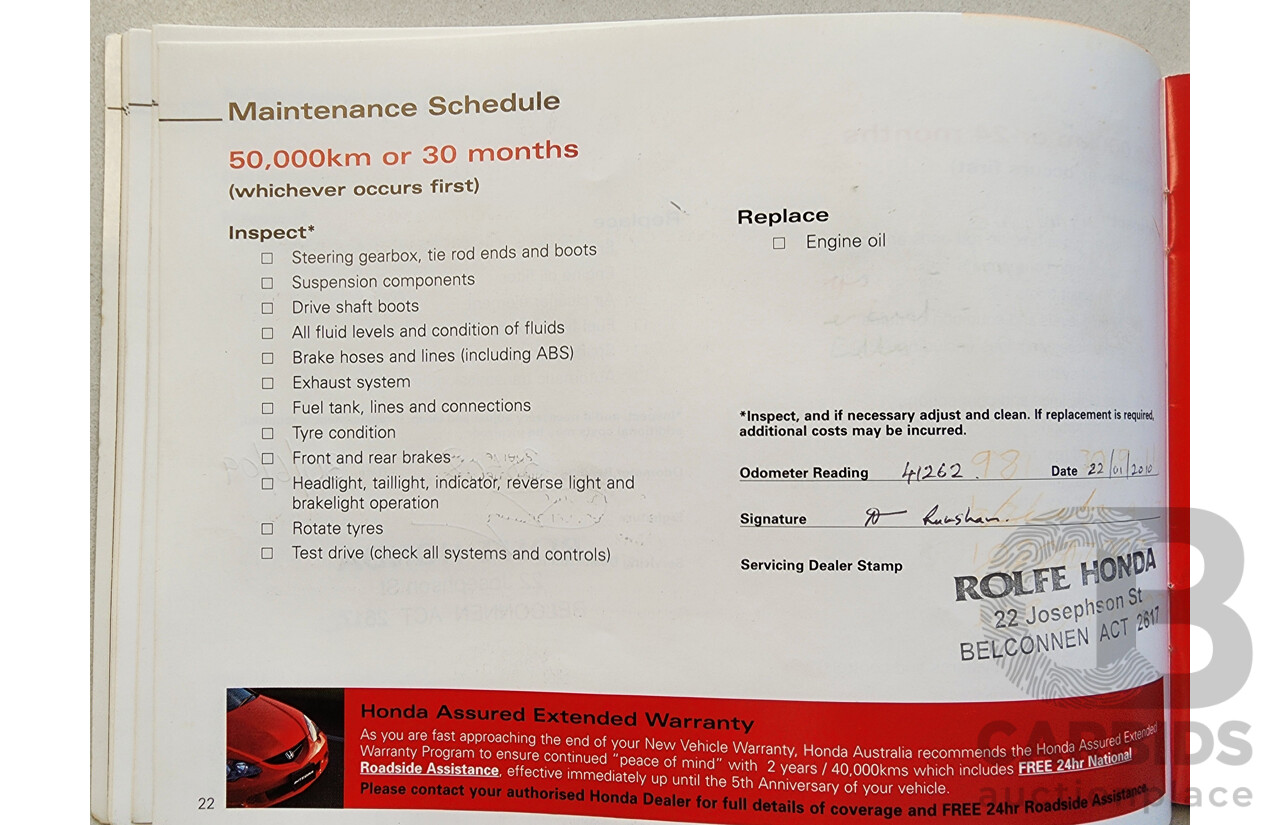 Maintenance Schedule
50,000km or 30 months
(whichever occurs first)
Inspect*
Steering gearbox, tie rod ends and boots
Suspension components
Drive shaft boots
All fluid levels and condition of fluids
Brake hoses and lines (including ABS)
Exhaust system
Fuel tank, lines and connections
Tyre condition
Front and rear brakes
Headlight, taillight, indicator, reverse light and
brakelight operation
Rotate tyres
Test drive (check all systems and controls)
Replace
Engine oil
*Inspect, and if necessary adjust and clean. If replacement is required,
additional costs may be incurred.
Odometer Reading 41262 Date 22/01/2010
Signature
Servicing Dealer Stamp
ROLFE HONDA
22 Josephson St
BELCONNEN ACT 2617
Honda Assured Extended Warranty
As you are fast approaching the end of your New Vehicle Warranty, Honda Australia recommends the Honda Assured Extended
Warranty Program to ensure continued "peace of mind" with 2 years / 40,000kms which includes FREE 24hr National
Roadside Assistance, effective immediately up until the 5th Anniversary of your vehicle.
Please contact your authorised Honda Dealer for full details of coverage and FREE 24hr Roadside Assistance.
22
CARBIDS
auctionplace